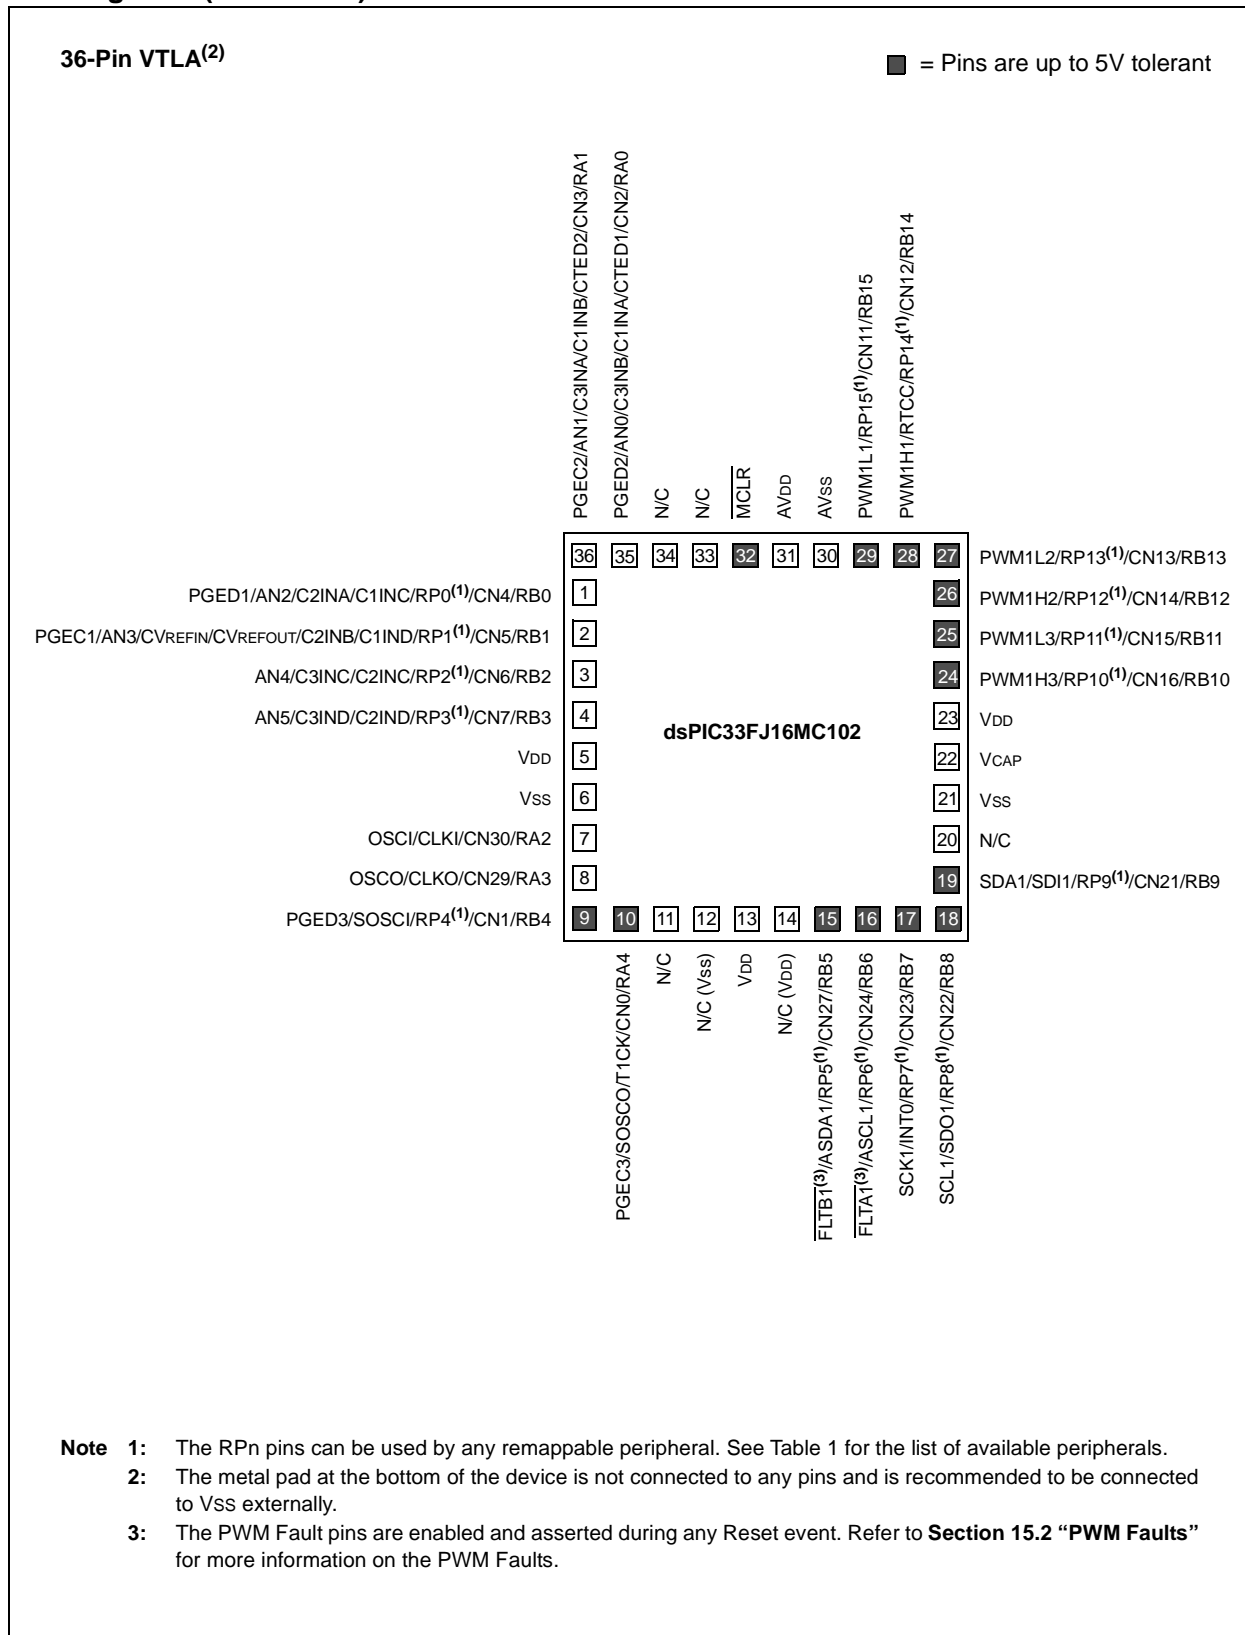 36-Pin VTLA(2)
= Pins are up to 5V tolerant
PGEC2/AN1/C3INA/C1INB/CTED2/CN3/RA1
PGED2/AN0/C3INB/C1INA/CTED1/CN2/RA0
N/C
N/C
MCLR
AVDD
AVSS
PWM1L1/RP15(1)/CN11/RB15
PWM1H1/RTCC/RP14(1)/CN12/RB14
36 35 34 33 32 31 30 29 28 27 PWM1L2/RP13(1)/CN13/RB13
PGED1/AN2/C2INA/C1INC/RP0(1)/CN4/RB0 1 26 PWM1H2/RP12(1)/CN14/RB12
PGEC1/AN3/CVREFIN/CVREFOUT/C2INB/C1IND/RP1(1)/CN5/RB1 2 25 PWM1L3/RP11(1)/CN15/RB11
AN4/C3INC/C2INC/RP2(1)/CN6/RB2 3 24 PWM1H3/RP10(1)/CN16/RB10
AN5/C3IND/C2IND/RP3(1)/CN7/RB3 4 dsPIC33FJ16MC102 23 VDD
VDD 5 22 VCAP
VSS 6 21 VSS
OSCI/CLKI/CN30/RA2 7 20 N/C
OSCO/CLKO/CN29/RA3 8 19 SDA1/SDI1/RP9(1)/CN21/RB9
PGED3/SOSCI/RP4(1)/CN1/RB4 9 10 11 12 13 14 15 16 17 18
PGEC3/SOSCO/T1CK/CN0/RA4
N/C
N/C (Vss)
VDD
N/C (VDD)
FLTB1(3)/ASDA1/RP5(1)/CN27/RB5
FLTA1(3)/ASCL1/RP6(1)/CN24/RB6
SCK1/INT0/RP7(1)/CN23/RB7
SCL1/SDO1/RP8(1)/CN22/RB8
Note 1: The RPn pins can be used by any remappable peripheral. See Table 1 for the list of available peripherals.
2: The metal pad at the bottom of the device is not connected to any pins and is recommended to be connected
to VSS externally.
3: The PWM Fault pins are enabled and asserted during any Reset event. Refer to Section 15.2 “PWM Faults”
for more information on the PWM Faults.